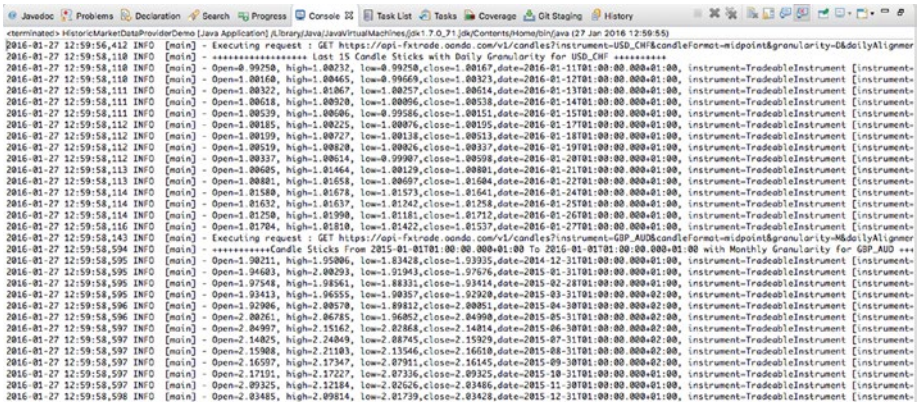 @ Javadoc Problems Declaration Search Progress Console Task List Tasks Coverage Git Staging History
<terminated> HistoricMarketDataProviderDemo [Java Application] /Library/Java/JavaVirtualMachines/jdk1.7.0_71.jdk/Contents/Home/bin/java (27 Jan 2016 12:59:55)
2016-01-27 12:59:56,412 INFO [main] - Executing request : GET https://api-fxtrade.oanda.com/v1/candles?instrument=USD_CHF&candleFormat=midpoint&granularity=D&dailyAlignmen
2016-01-27 12:59:58,110 INFO [main] - +++++++++++++++++ Last 15 Candle Sticks with Daily Granularity for USD_CHF ++++++++++
2016-01-27 12:59:58,110 INFO [main] - Open=0.99250, high=1.00232, low=0.99250,close=1.00167,date=2016-01-11T01:00:00.000+01:00, instrument=TradeableInstrument [instrument=
2016-01-27 12:59:58,110 INFO [main] - Open=1.00160, high=1.00465, low=0.99669,close=1.00323,date=2016-01-12T01:00:00.000+01:00, instrument=TradeableInstrument [instrument=
2016-01-27 12:59:58,111 INFO [main] - Open=1.00322, high=1.01067, low=1.00257,close=1.00614,date=2016-01-13T01:00:00.000+01:00, instrument=TradeableInstrument [instrument=
2016-01-27 12:59:58,111 INFO [main] - Open=1.00618, high=1.00920, low=1.00096,close=1.00538,date=2016-01-14T01:00:00.000+01:00, instrument=TradeableInstrument [instrument=
2016-01-27 12:59:58,111 INFO [main] - Open=1.00539, high=1.00606, low=0.99586,close=1.00151,date=2016-01-15T01:00:00.000+01:00, instrument=TradeableInstrument [instrument=
2016-01-27 12:59:58,112 INFO [main] - Open=1.00185, high=1.00225, low=1.00076,close=1.00195,date=2016-01-17T01:00:00.000+01:00, instrument=TradeableInstrument [instrument=
2016-01-27 12:59:58,112 INFO [main] - Open=1.00199, high=1.00727, low=1.00138,close=1.00513,date=2016-01-18T01:00:00.000+01:00, instrument=TradeableInstrument [instrument=
2016-01-27 12:59:58,112 INFO [main] - Open=1.00519, high=1.00820, low=1.00026,close=1.00337,date=2016-01-19T01:00:00.000+01:00, instrument=TradeableInstrument [instrument=
2016-01-27 12:59:58,112 INFO [main] - Open=1.00337, high=1.00614, low=0.99907,close=1.00598,date=2016-01-20T01:00:00.000+01:00, instrument=TradeableInstrument [instrument=
2016-01-27 12:59:58,113 INFO [main] - Open=1.00605, high=1.01464, low=1.00129,close=1.00801,date=2016-01-21T01:00:00.000+01:00, instrument=TradeableInstrument [instrument=
2016-01-27 12:59:58,113 INFO [main] - Open=1.00801, high=1.01658, low=1.00697,close=1.01604,date=2016-01-22T01:00:00.000+01:00, instrument=TradeableInstrument [instrument=
2016-01-27 12:59:58,114 INFO [main] - Open=1.01580, high=1.01678, low=1.01573,close=1.01641,date=2016-01-24T01:00:00.000+01:00, instrument=TradeableInstrument [instrument=
2016-01-27 12:59:58,114 INFO [main] - Open=1.01632, high=1.01637, low=1.01242,close=1.01258,date=2016-01-25T01:00:00.000+01:00, instrument=TradeableInstrument [instrument=
2016-01-27 12:59:58,114 INFO [main] - Open=1.01250, high=1.01990, low=1.01181,close=1.01712,date=2016-01-26T01:00:00.000+01:00, instrument=TradeableInstrument [instrument=
2016-01-27 12:59:58,116 INFO [main] - Open=1.01704, high=1.01810, low=1.01422,close=1.01537,date=2016-01-27T01:00:00.000+01:00, instrument=TradeableInstrument [instrument=
2016-01-27 12:59:58,143 INFO [main] - Executing request : GET https://api-fxtrade.oanda.com/v1/candles?instrument=GBP_AUD&candleFormat=midpoint&granularity=M&dailyAlignmen
2016-01-27 12:59:58,594 INFO [main] - ++++++++++Candle Sticks From 2015-01-01T01:00:00.000+01:00 To 2016-01-01T01:00:00.000+01:00 with Monthly Granularity for GBP_AUD +++
2016-01-27 12:59:58,595 INFO [main] - Open=1.90211, high=1.95006, low=1.83428,close=1.93935,date=2014-12-31T01:00:00.000+01:00, instrument=TradeableInstrument [instrument=
2016-01-27 12:59:58,595 INFO [main] - Open=1.94603, high=2.00293, low=1.91943,close=1.97676,date=2015-01-31T01:00:00.000+01:00, instrument=TradeableInstrument [instrument=
2016-01-27 12:59:58,595 INFO [main] - Open=1.97548, high=1.98561, low=1.88331,close=1.93414,date=2015-02-28T01:00:00.000+01:00, instrument=TradeableInstrument [instrument=
2016-01-27 12:59:58,595 INFO [main] - Open=1.93413, high=1.96555, low=1.90357,close=1.92920,date=2015-03-31T01:00:00.000+02:00, instrument=TradeableInstrument [instrument=
2016-01-27 12:59:58,596 INFO [main] - Open=1.92906, high=2.00570, low=1.89812,close=2.00051,date=2015-04-30T01:00:00.000+02:00, instrument=TradeableInstrument [instrument=
2016-01-27 12:59:58,596 INFO [main] - Open=2.00261, high=2.06785, low=1.96052,close=2.04990,date=2015-05-31T01:00:00.000+02:00, instrument=TradeableInstrument [instrument=
2016-01-27 12:59:58,597 INFO [main] - Open=2.04997, high=2.15162, low=2.02868,close=2.14014,date=2015-06-30T01:00:00.000+02:00, instrument=TradeableInstrument [instrument=
2016-01-27 12:59:58,597 INFO [main] - Open=2.14025, high=2.24049, low=2.08745,close=2.15929,date=2015-07-31T01:00:00.000+02:00, instrument=TradeableInstrument [instrument=
2016-01-27 12:59:58,597 INFO [main] - Open=2.15908, high=2.21103, low=2.13546,close=2.16610,date=2015-08-31T01:00:00.000+02:00, instrument=TradeableInstrument [instrument=
2016-01-27 12:59:58,597 INFO [main] - Open=2.16597, high=2.17347, low=2.07911,close=2.16145,date=2015-09-30T01:00:00.000+02:00, instrument=TradeableInstrument [instrument=
2016-01-27 12:59:58,597 INFO [main] - Open=2.17191, high=2.17227, low=2.07336,close=2.09325,date=2015-10-31T01:00:00.000+01:00, instrument=TradeableInstrument [instrument=
2016-01-27 12:59:58,597 INFO [main] - Open=2.09325, high=2.12184, low=2.02626,close=2.03486,date=2015-11-30T01:00:00.000+01:00, instrument=TradeableInstrument [instrument=
2016-01-27 12:59:58,598 INFO [main] - Open=2.03485, high=2.09814, low=2.01739,close=2.03428,date=2015-12-31T01:00:00.000+01:00, instrument=TradeableInstrument [instrument=